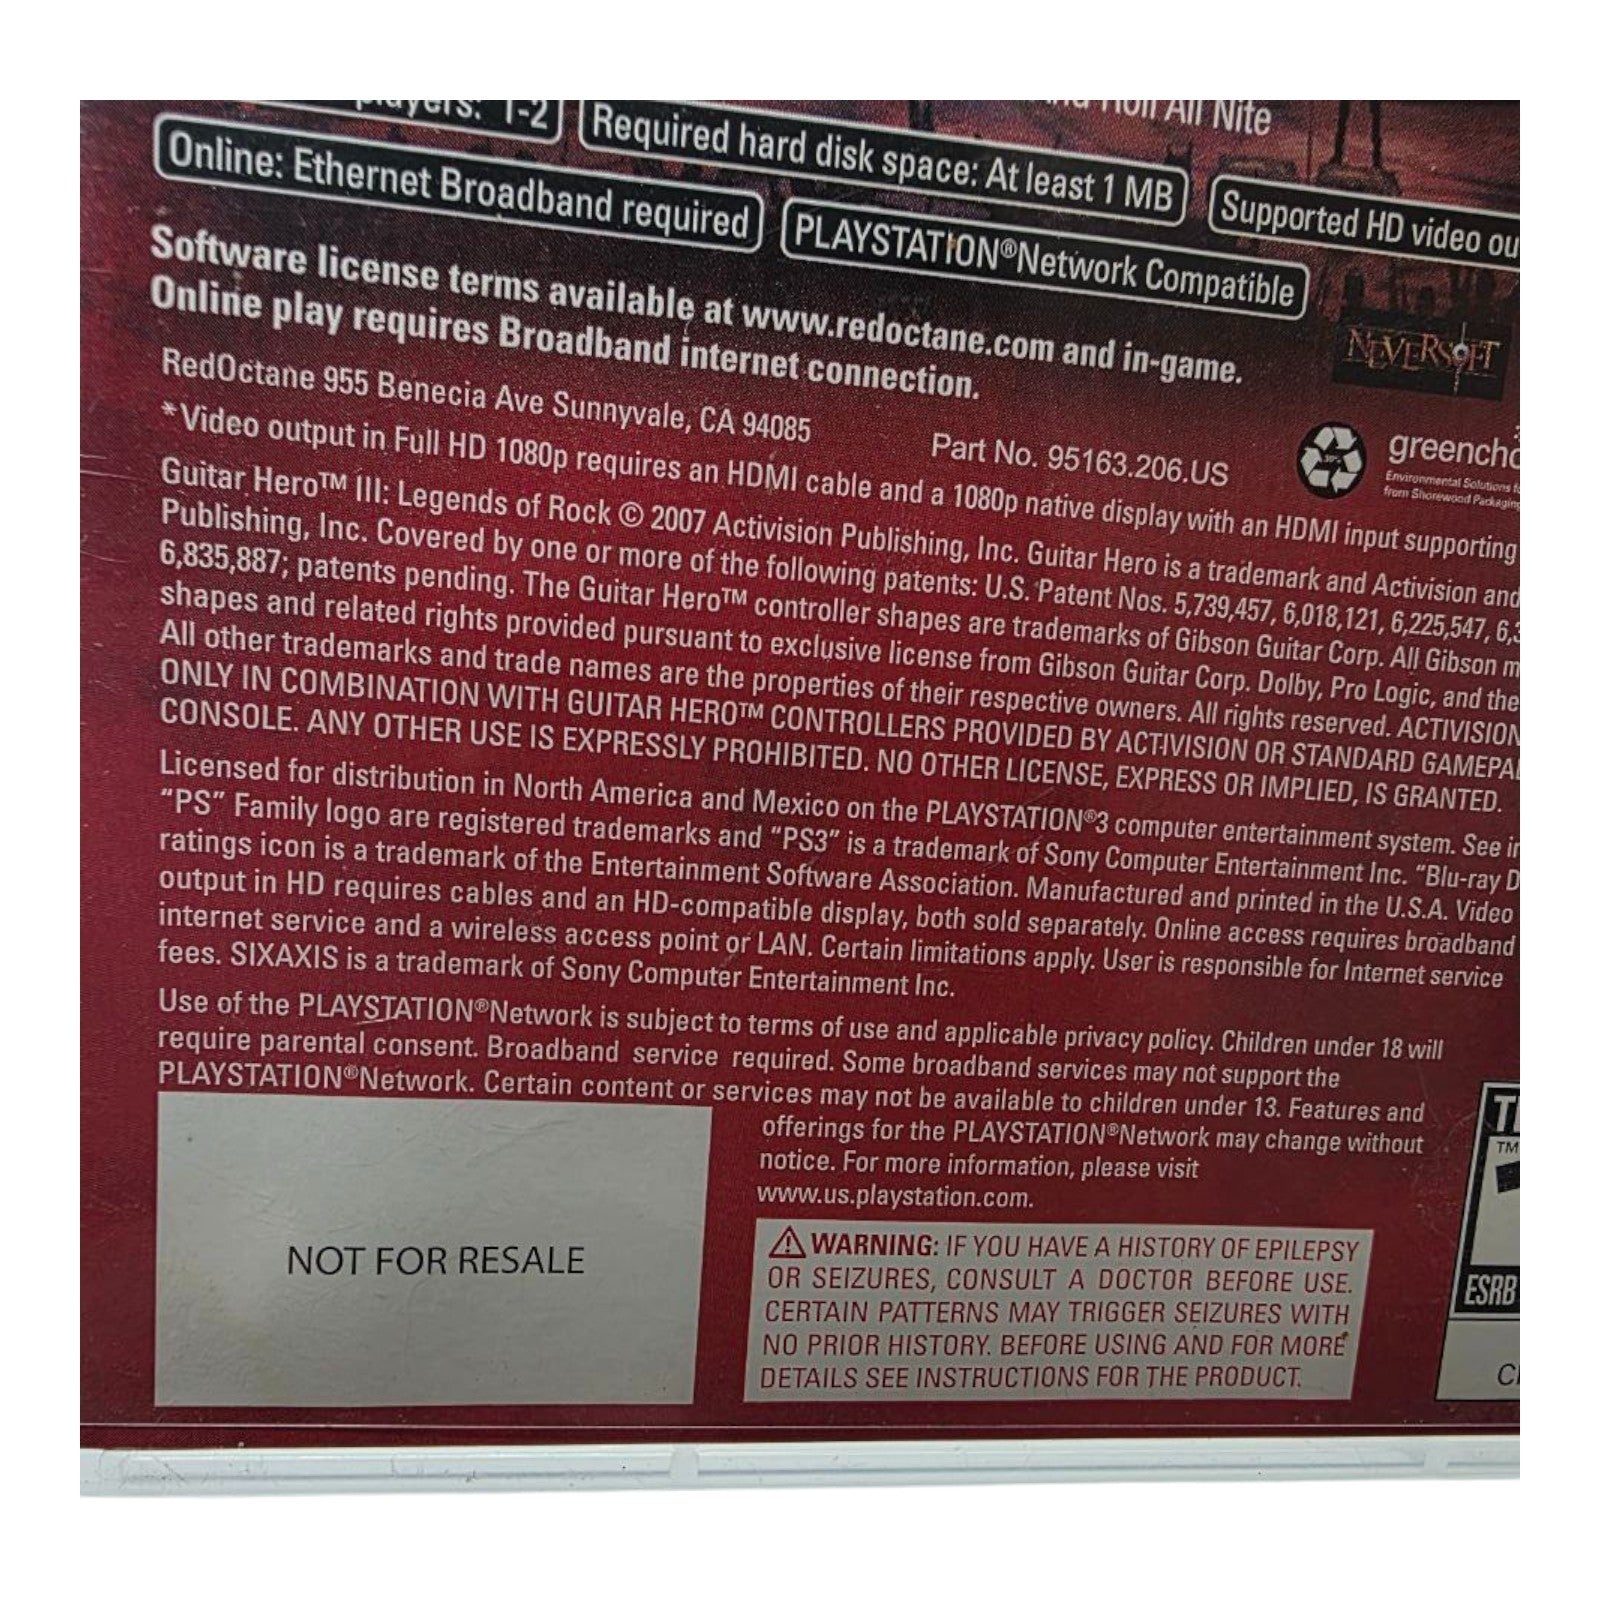 players: 1-2
Required hard disk space: At least 1 MB
Roll All Nite
Online: Ethernet Broadband required
PLAYSTATION®Network Compatible
Supported HD video ou
Software license terms available at www.redoctane.com and in-game.
Online play requires Broadband internet connection.
NEVERSOFT
RedOctane 955 Benecia Ave Sunnyvale, CA 94085
Part No. 95163.206.US
greencho
Environmental Solutions
from Shorewood Packaging
*Video output in Full HD 1080p requires an HDMI cable and a 1080p native display with an HDMI input supporting
Guitar Hero™ III: Legends of Rock © 2007 Activision Publishing, Inc. Guitar Hero is a trademark and Activision and
Publishing, Inc. Covered by one or more of the following patents: U.S. Patent Nos. 5,739,457, 6,018,121, 6,225,547, 6,3
6,835,887; patents pending. The Guitar Hero™ controller shapes are trademarks of Gibson Guitar Corp. All Gibson m
shapes and related rights provided pursuant to exclusive license from Gibson Guitar Corp. Dolby, Pro Logic, and the
All other trademarks and trade names are the properties of their respective owners. All rights reserved. ACTIVISION
ONLY IN COMBINATION WITH GUITAR HERO™ CONTROLLERS PROVIDED BY ACTIVISION OR STANDARD GAMEPA
CONSOLE. ANY OTHER USE IS EXPRESSLY PROHIBITED. NO OTHER LICENSE, EXPRESS OR IMPLIED, IS GRANTED.
Licensed for distribution in North America and Mexico on the PLAYSTATION®3 computer entertainment system. See in
"PS" Family logo are registered trademarks and "PS3" is a trademark of Sony Computer Entertainment Inc. "Blu-ray D
ratings icon is a trademark of the Entertainment Software Association. Manufactured and printed in the U.S.A. Video
output in HD requires cables and an HD-compatible display, both sold separately. Online access requires broadband
internet service and a wireless access point or LAN. Certain limitations apply. User is responsible for Internet service
fees. SIXAXIS is a trademark of Sony Computer Entertainment Inc.
Use of the PLAYSTATION®Network is subject to terms of use and applicable privacy policy. Children under 18 will
require parental consent. Broadband service required. Some broadband services may not support the
PLAYSTATION®Network. Certain content or services may not be available to children under 13. Features and
offerings for the PLAYSTATION®Network may change without
notice. For more information, please visit
www.us.playstation.com.
NOT FOR RESALE
WARNING: IF YOU HAVE A HISTORY OF EPILEPSY
OR SEIZURES, CONSULT A DOCTOR BEFORE USE.
CERTAIN PATTERNS MAY TRIGGER SEIZURES WITH
NO PRIOR HISTORY. BEFORE USING AND FOR MORE
DETAILS SEE INSTRUCTIONS FOR THE PRODUCT.
ESRB